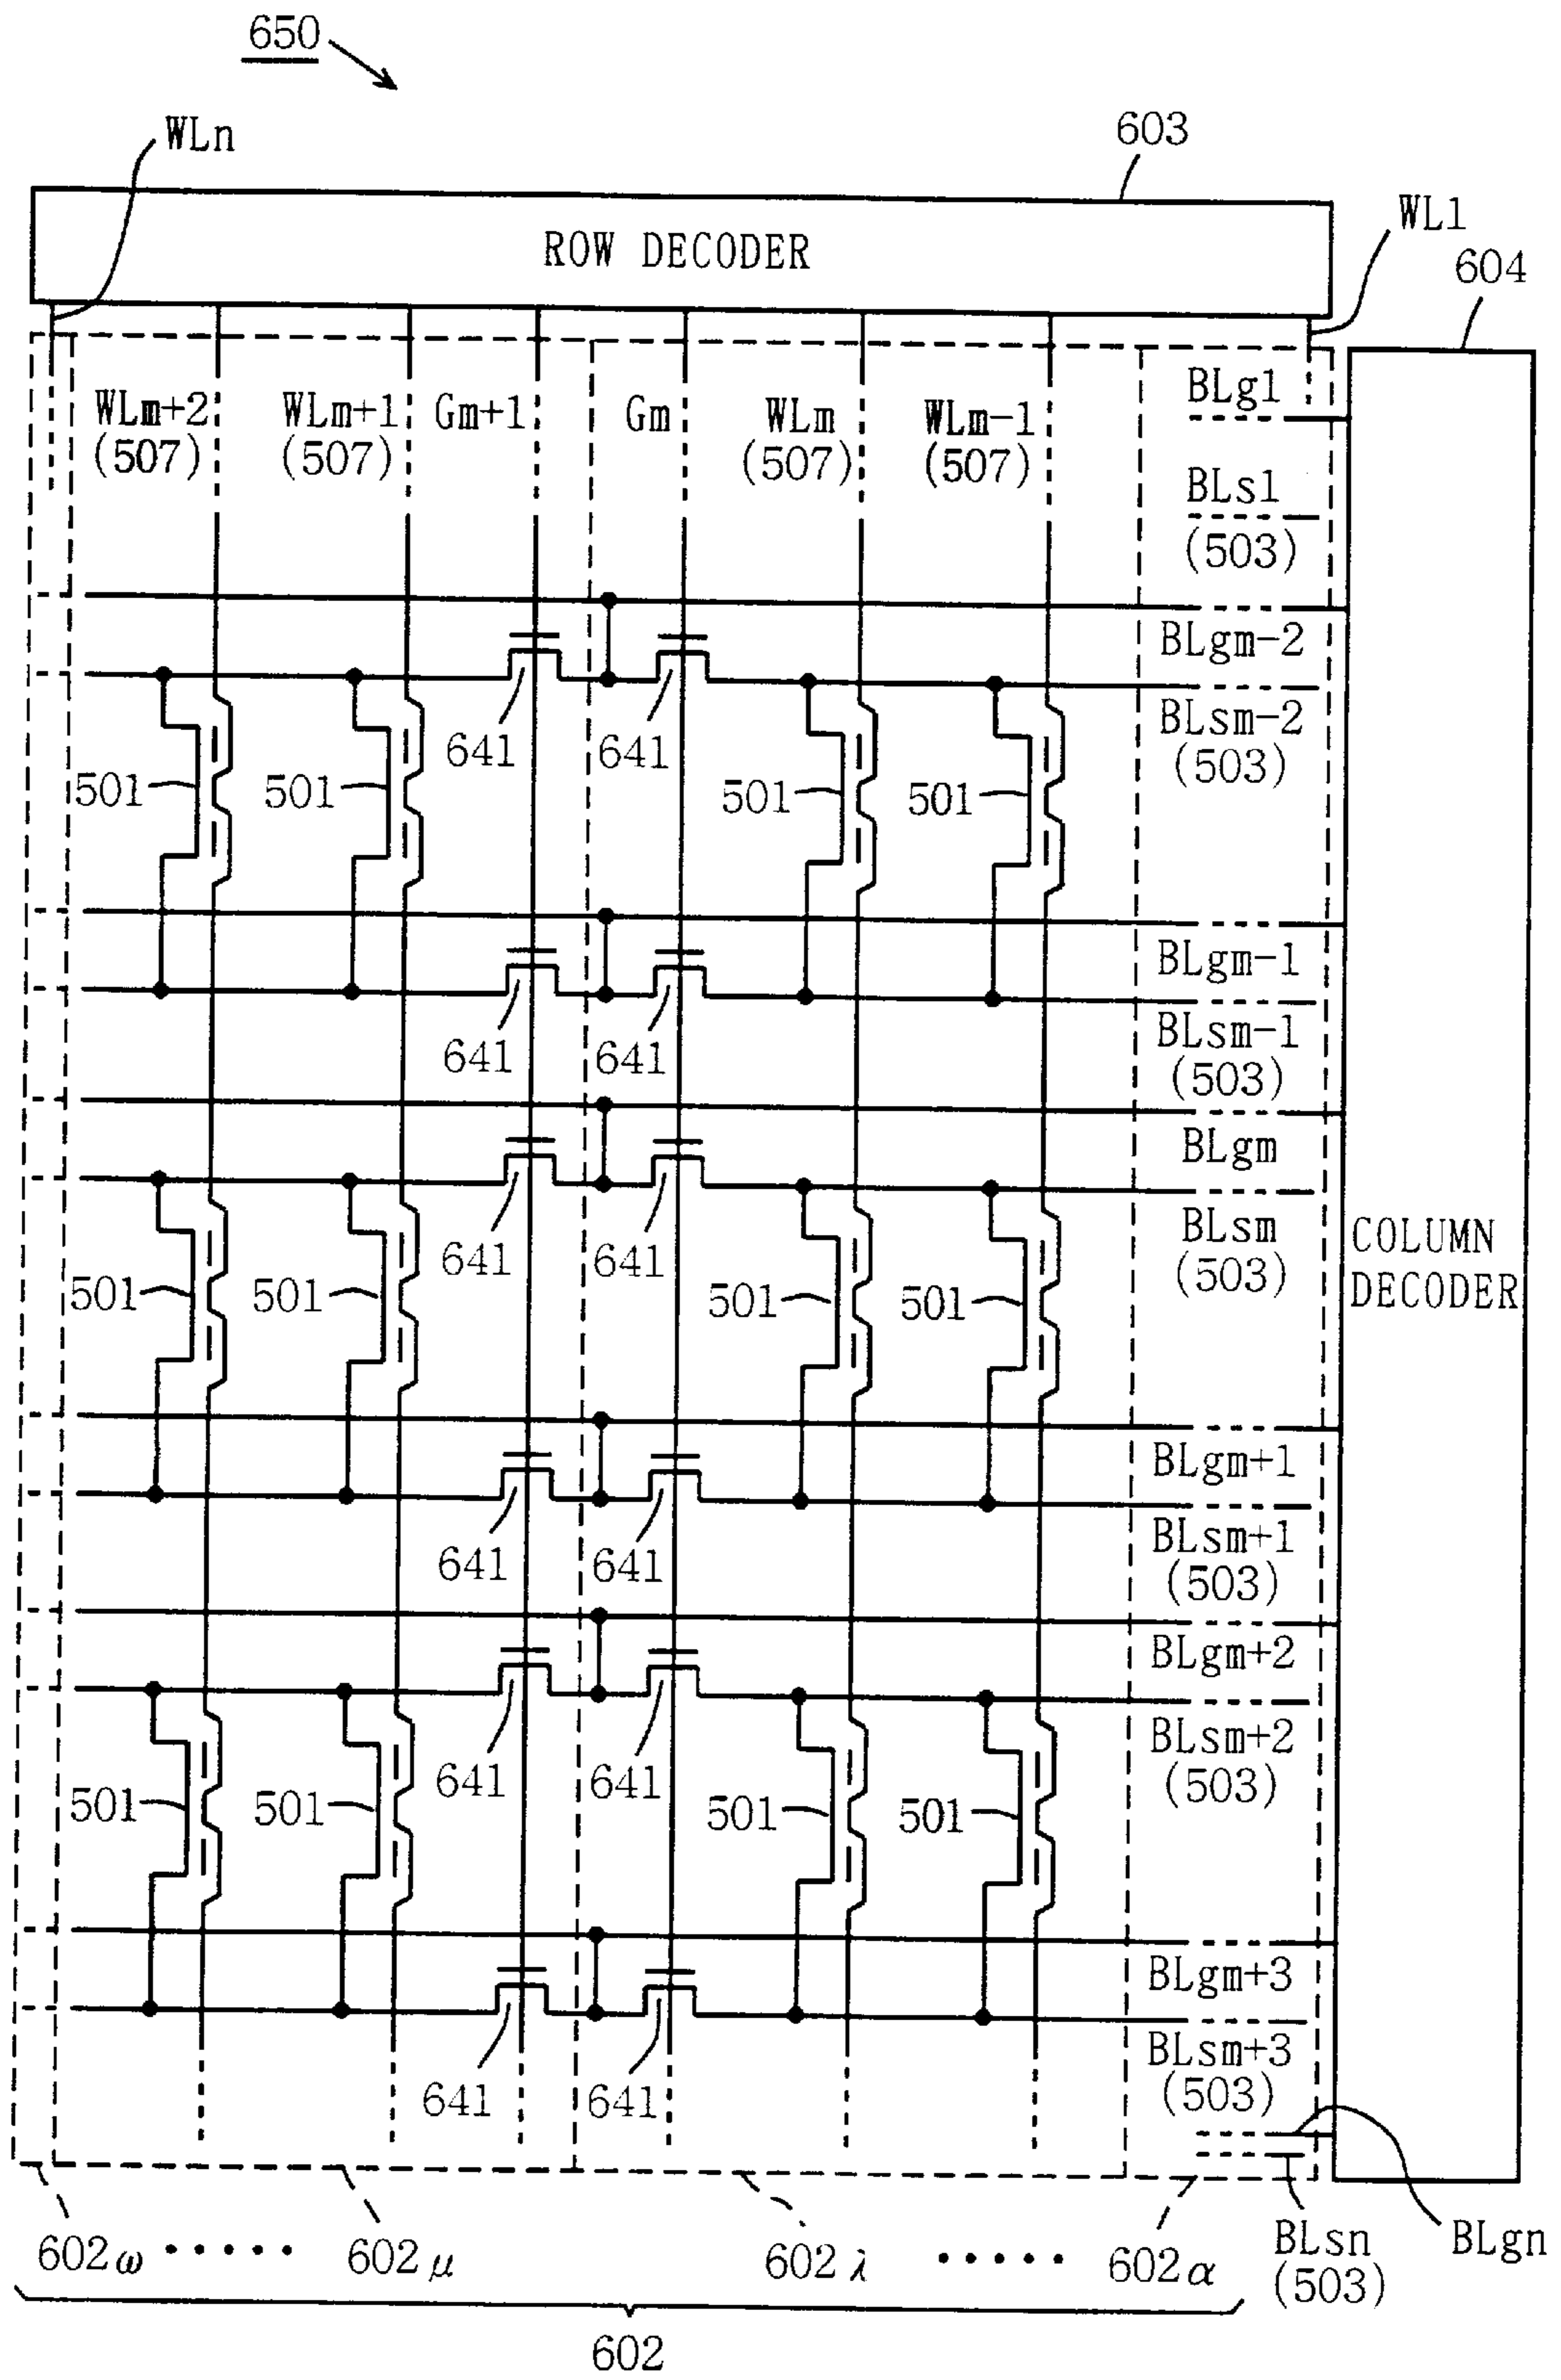 650
WLn
603
ROW DECODER
WL1
604
WLm+2
(507)
WLm+1
(507)
Gm+1
Gm
WLm
(507)
WLm-1
(507)
BLg1
BLs1
(503)
BLgm-2
641
641
BLsm-2
(503)
501
501
501
501
BLgm-1
641
641
BLsm-1
(503)
BLgm
641
641
BLsm
(503)
501
501
501
501
COLUMN
DECODER
BLgm+1
641
641
BLsm+1
(503)
BLgm+2
641
641
BLsm+2
(503)
501
501
501
501
BLgm+3
641
641
BLsm+3
(503)
602ω
602μ
602λ
602α
BLsn
(503)
BLgn
602